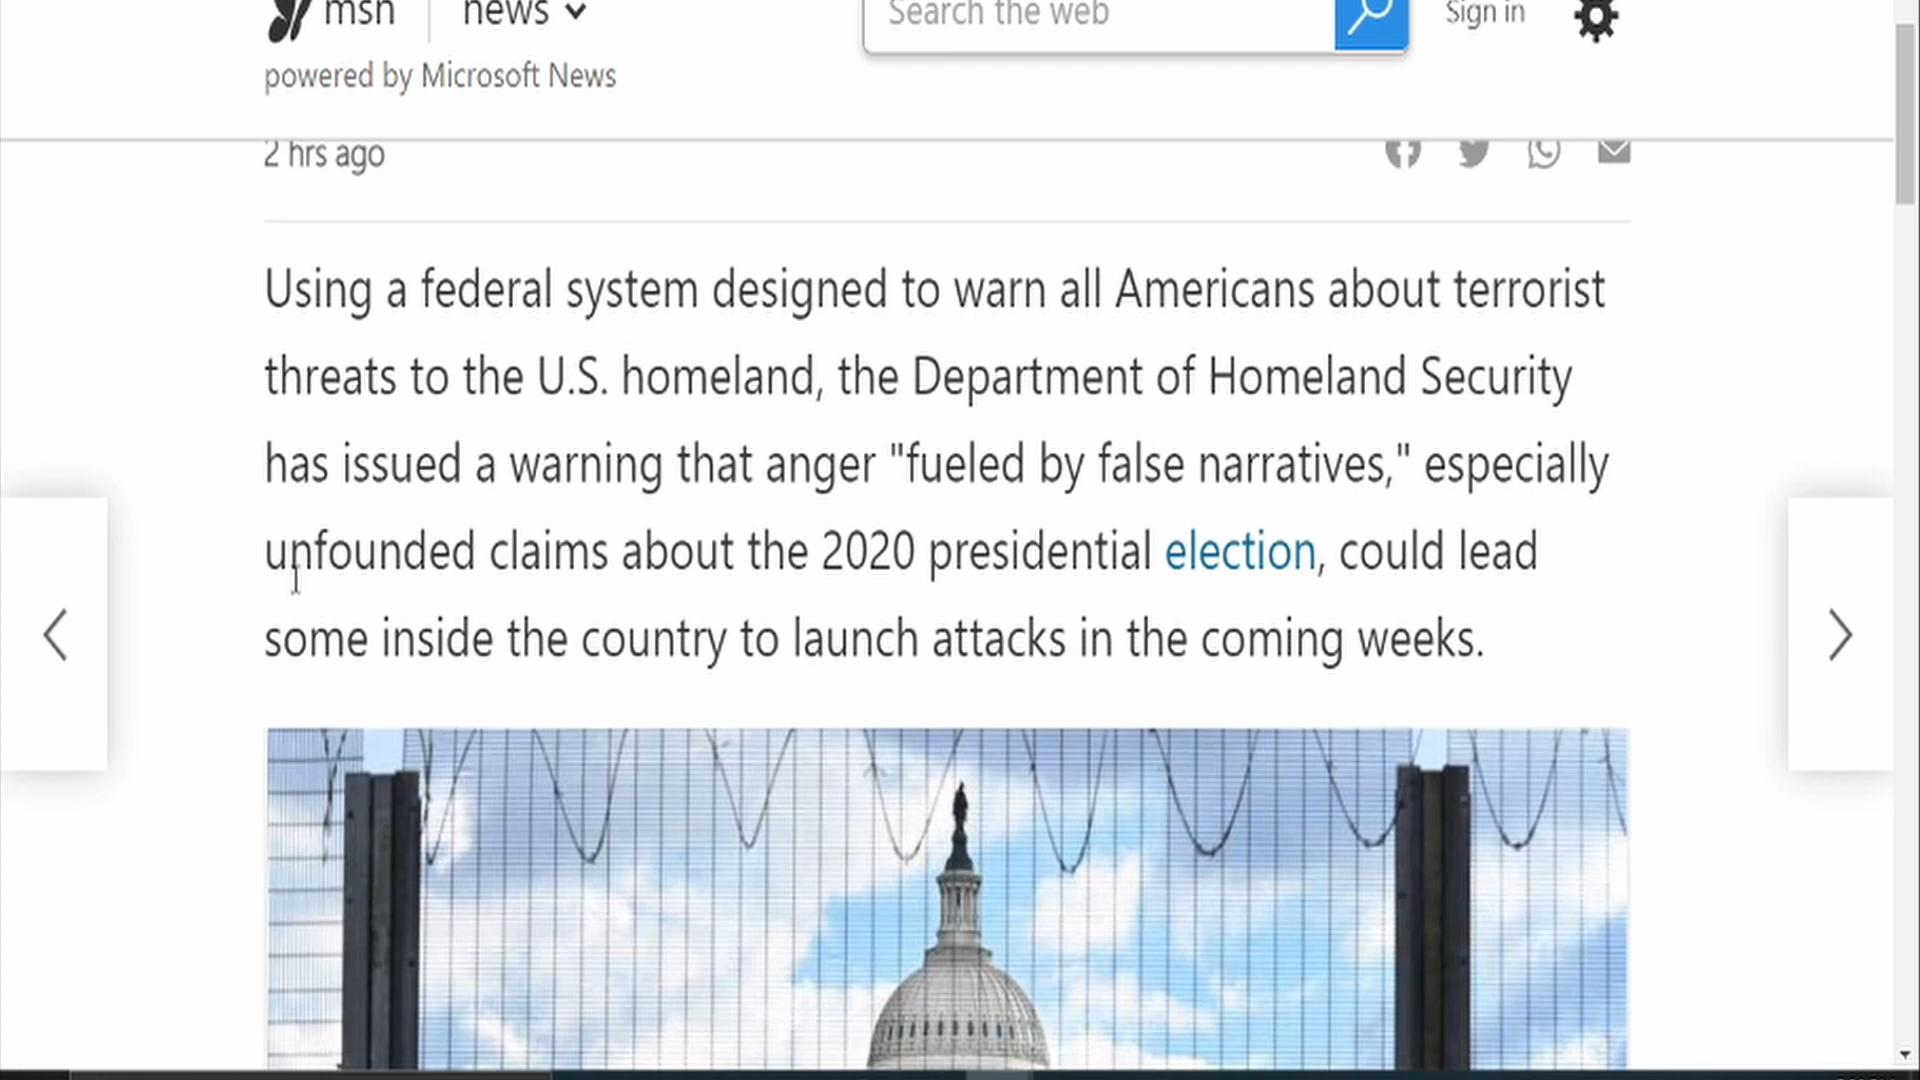 msn news
Search the web
Sign in
powered by Microsoft News
2 hrs ago
Using a federal system designed to warn all Americans about terrorist
threats to the U.S. homeland, the Department of Homeland Security
has issued a warning that anger "fueled by false narratives," especially
unfounded claims about the 2020 presidential election, could lead
some inside the country to launch attacks in the coming weeks.